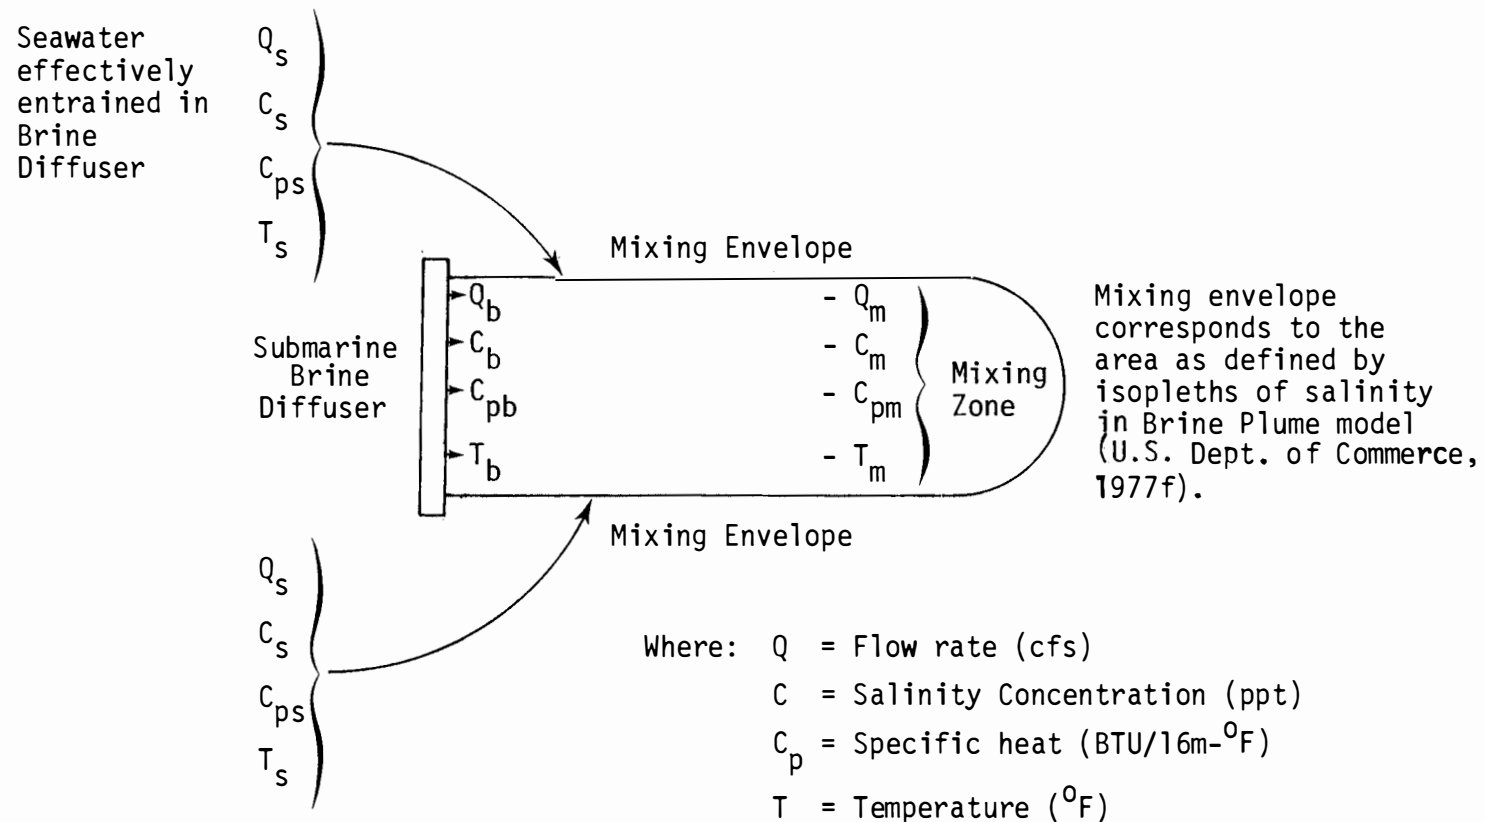 Seawater
effectively
entrained in
Brine
Diffuser
Q_s
C_s
C_ps
T_s
Mixing Envelope
Submarine
Brine
Diffuser
Q_b
C_b
C_pb
T_b
- Q_m
- C_m
- C_pm
- T_m
Mixing
Zone
Mixing envelope
corresponds to the
area as defined by
isopleths of salinity
in Brine Plume model
(U.S. Dept. of Commerce,
1977f).
Mixing Envelope
Q_s
C_s
C_ps
T_s
Where: Q = Flow rate (cfs)
C = Salinity Concentration (ppt)
C_p = Specific heat (BTU/16m-ºF)
T = Temperature (ºF)